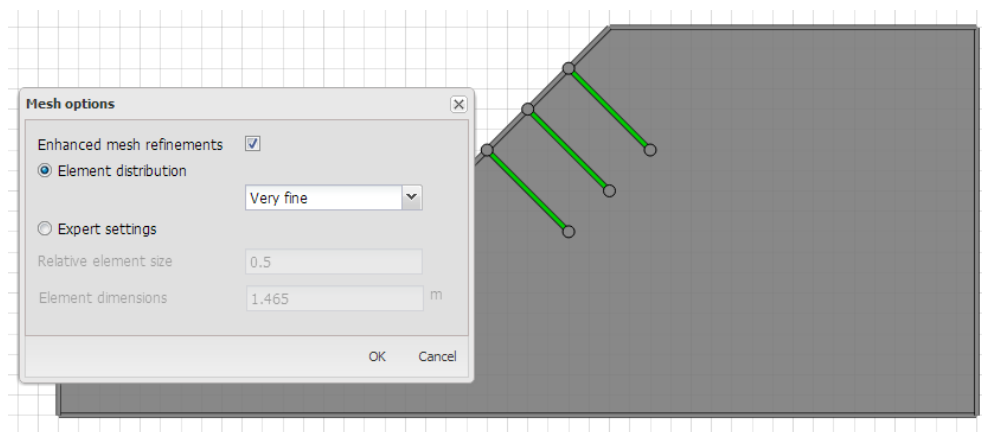 Mesh options
Enhanced mesh refinements
Element distribution
Very fine
Expert settings
Relative element size 0.5
Element dimensions 1.465 m
OK Cancel